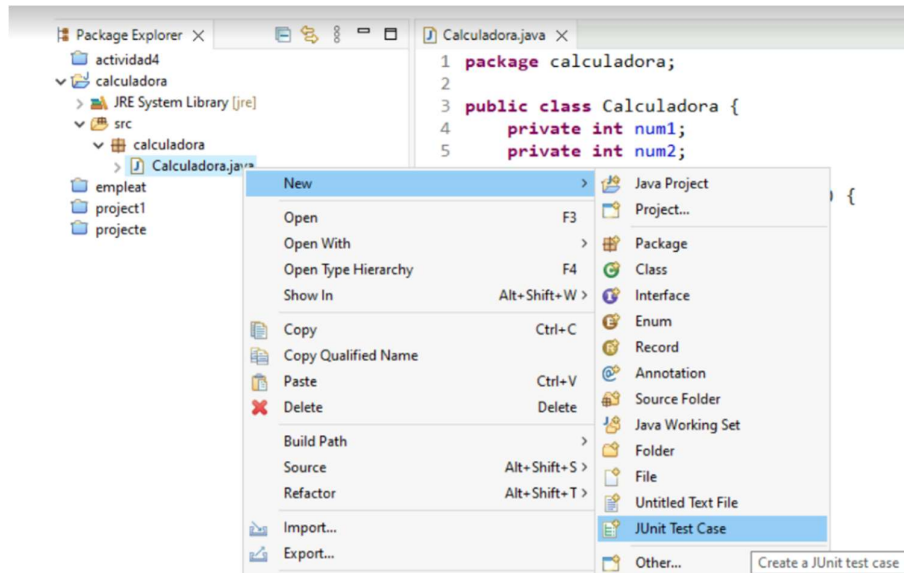 Package Explorer
actividad4
calculadora
JRE System Library [jre]
src
calculadora
Calculadora.java
empleat
project1
projecte
Calculadora.java
1 package calculadora;
2
3 public class Calculadora {
4 private int num1;
5 private int num2;
) {
New
Open F3
Open With
Open Type Hierarchy F4
Show In Alt+Shift+W >
Copy Ctrl+C
Copy Qualified Name
Paste Ctrl+V
Delete Delete
Build Path
Source Alt+Shift+S >
Refactor Alt+Shift+T >
Import...
Export...
Java Project
Project...
Package
Class
Interface
Enum
Record
Annotation
Source Folder
Java Working Set
Folder
File
Untitled Text File
JUnit Test Case
Other...
Create a JUnit test case